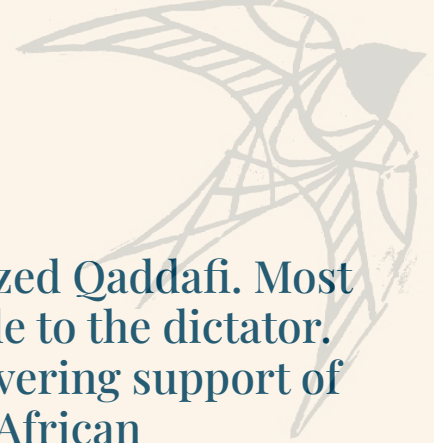 zed Qaddafi. Most
le to the dictator.
vering support of
African